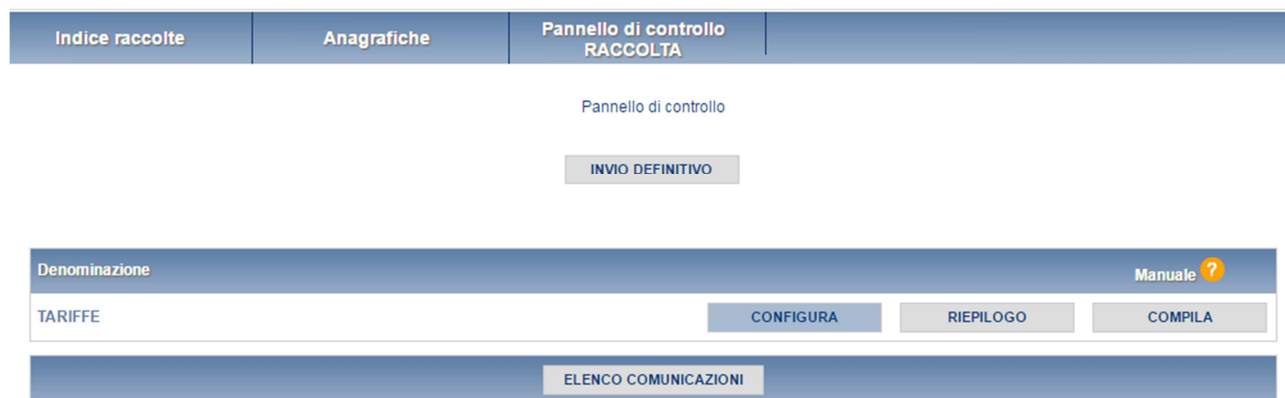 Indice raccolte
Anagrafiche
Pannello di controllo
RACCOLTA
Pannello di controllo
INVIO DEFINITIVO
Denominazione
Manuale ?
TARIFFE
CONFIGURA
RIEPILOGO
COMPILA
ELENCO COMUNICAZIONI